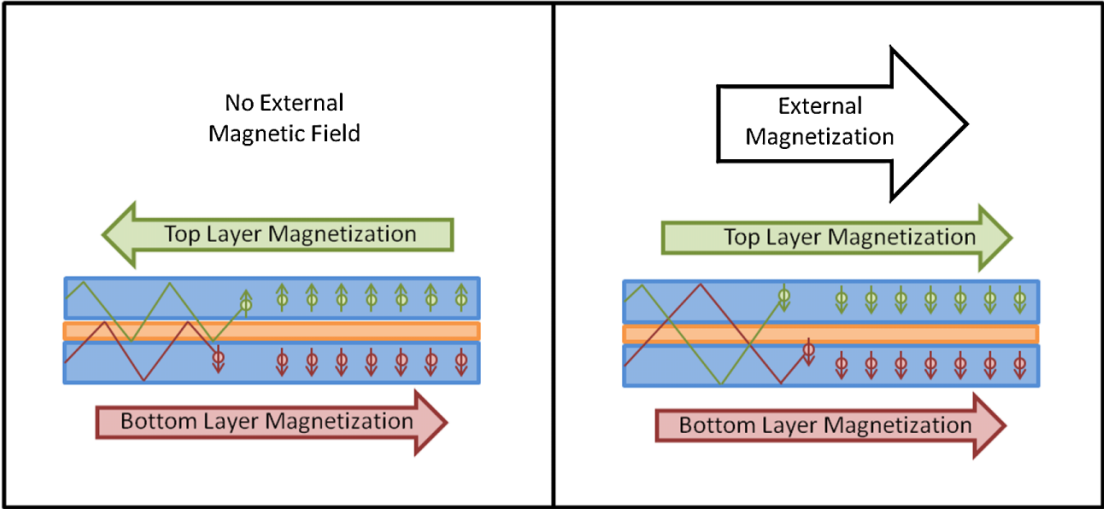 No External
Magnetic Field
Top Layer Magnetization
Bottom Layer Magnetization
External
Magnetization
Top Layer Magnetization
Bottom Layer Magnetization